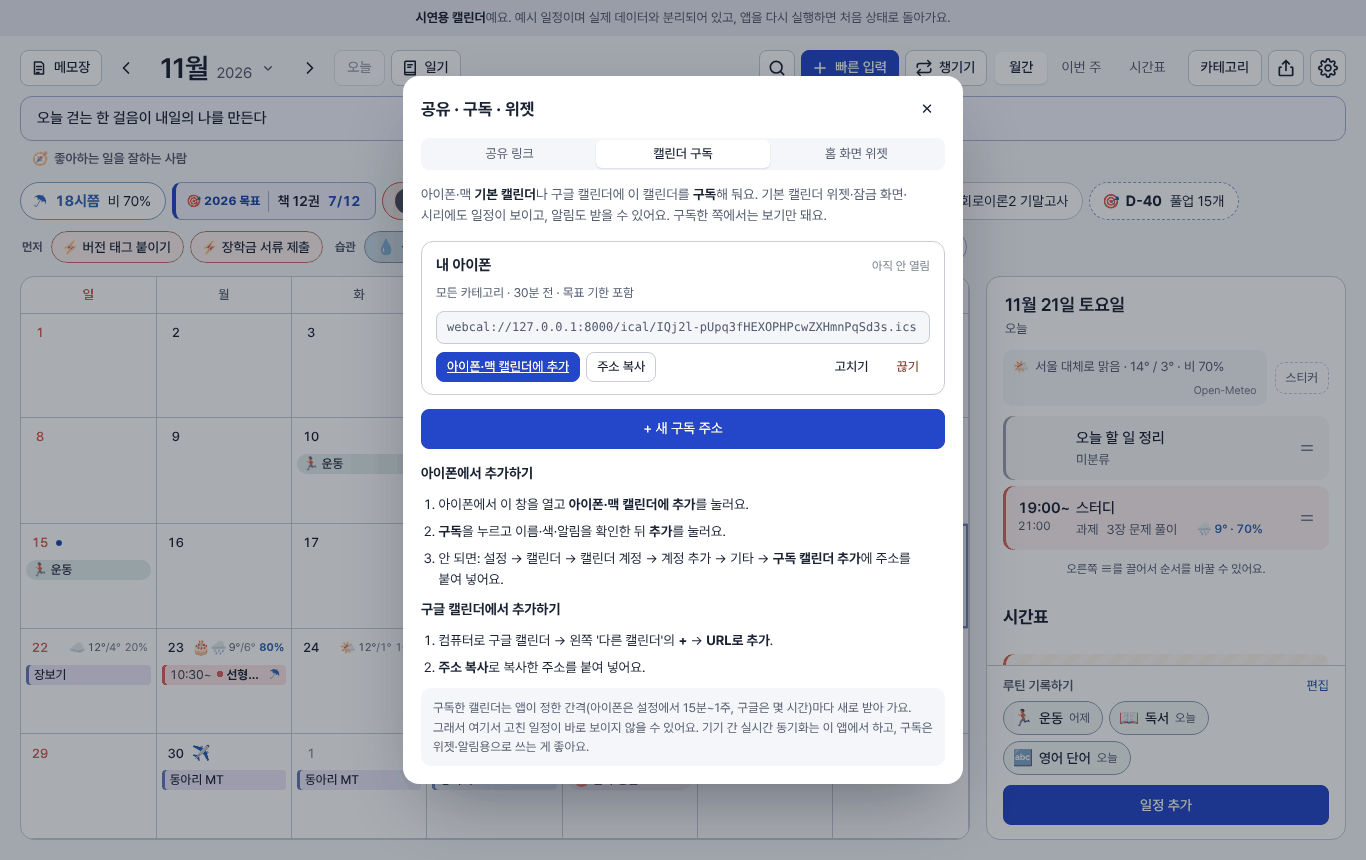 시연용 캘린더예요. 예시 일정이며 실제 데이터와 분리되어 있고, 앱을 다시 실행하면 처음 상태로 돌아가요.
메모장
11월 2026
오늘
일기
빠른 입력
챙기기
월간
이번 주
시간표
카테고리
오늘 걷는 한 걸음이 내일의 나를 만든다
좋아하는 일을 잘하는 사람
18시쯤 비 70%
2026 목표 책 12권 7/12
회로이론2 기말고사
D-40 풀업 15개
먼저
버전 태그 붙이기
장학금 서류 제출
습관
공유 · 구독 · 위젯
공유 링크
캘린더 구독
홈 화면 위젯
아이폰·맥 기본 캘린더나 구글 캘린더에 이 캘린더를 구독해 둬요. 기본 캘린더 위젯·잠금 화면·
시리에도 일정이 보이고, 알림도 받을 수 있어요. 구독한 쪽에서는 보기만 돼요.
내 아이폰
아직 안 열림
모든 카테고리 · 30분 전 · 목표 기한 포함
webcal://127.0.0.1:8000/ical/IQj2l-pUpq3fHEXOPHPcwZXHmnPqSd3s.ics
아이폰·맥 캘린더에 추가
주소 복사
고치기
끊기
+ 새 구독 주소
아이폰에서 추가하기
1. 아이폰에서 이 창을 열고 아이폰·맥 캘린더에 추가를 눌러요.
2. 구독을 누르고 이름·색·알림을 확인한 뒤 추가를 눌러요.
3. 안 되면: 설정 → 캘린더 → 캘린더 계정 → 계정 추가 → 기타 → 구독 캘린더 추가에 주소를
붙여 넣어요.
구글 캘린더에서 추가하기
1. 컴퓨터로 구글 캘린더 → 왼쪽 '다른 캘린더'의 + → URL로 추가.
2. 주소 복사로 복사한 주소를 붙여 넣어요.
구독한 캘린더는 앱이 정한 간격(아이폰은 설정에서 15분~1주, 구글은 몇 시간)마다 새로 받아 가요.
그래서 여기서 고친 일정이 바로 보이지 않을 수 있어요. 기기 간 실시간 동기화는 이 앱에서 하고, 구독은
위젯·알림용으로 쓰는 게 좋아요.
일 월 화
1 2 3
8 9 10
운동
15 16 17
운동
22 12°/4° 20%
23 9°/6° 80%
24 12°/1°
장보기
10:30~ 선형...
29 30 1
동아리 MT
동아리 MT
11월 21일 토요일
오늘
서울 대체로 맑음 · 14° / 3° · 비 70%
Open-Meteo
스티커
오늘 할 일 정리
미분류
19:00~ 스터디
21:00 과제 3장 문제 풀이 9° · 70%
오른쪽 ≡를 끌어서 순서를 바꿀 수 있어요.
시간표
루틴 기록하기
편집
운동 어제
독서 오늘
abc 영어 단어 오늘
일정 추가